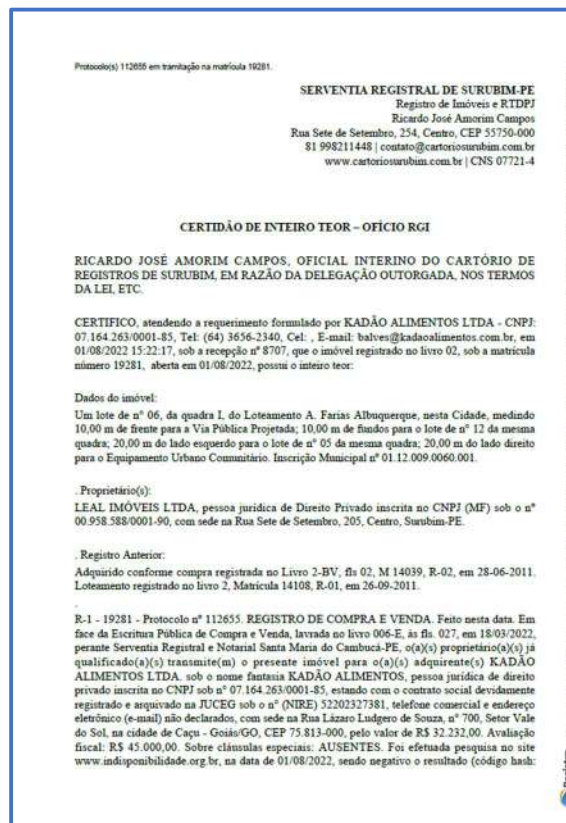 Protocolo(s) 112655 em tramitação na matrícula 19281.
SERVENTIA REGISTRAL DE SURUBIM-PE
Registro de Imóveis e RTDPJ
Ricardo José Amorim Campos
Rua Sete de Setembro, 254, Centro, CEP 55750-000
81 998211448 | contato@cartoriosurubim.com.br
www.cartoriosurubim.com.br | CNS 07721-4
CERTIDÃO DE INTEIRO TEOR – OFÍCIO RGI
RICARDO JOSÉ AMORIM CAMPOS, OFICIAL INTERINO DO CARTÓRIO DE
REGISTROS DE SURUBIM, EM RAZÃO DA DELEGAÇÃO OUTORGADA, NOS TERMOS
DA LEI, ETC.
CERTIFICO, atendendo a requerimento formulado por KADÃO ALIMENTOS LTDA - CNPJ:
07.164.263/0001-85, Tel: (64) 3656-2340, Cel: , E-mail: balves@kadaoalimentos.com.br, em
01/08/2022 15:22:17, sob a recepção nº 8707, que o imóvel registrado no livro 02, sob a matrícula
número 19281, aberta em 01/08/2022, possui o inteiro teor:
Dados do imóvel:
Um lote de nº 06, da quadra I, do Loteamento A. Farias Albuquerque, nesta Cidade, medindo
10,00 m de frente para a Via Pública Projetada; 10,00 m de fundos para o lote de nº 12 da mesma
quadra; 20,00 m do lado esquerdo para o lote de nº 05 da mesma quadra; 20,00 m do lado direito
para o Equipamento Urbano Comunitário. Inscrição Municipal nº 01.12.009.0060.001.
. Proprietário(s):
LEAL IMÓVEIS LTDA, pessoa jurídica de Direito Privado inscrita no CNPJ (MF) sob o nº
00.958.588/0001-90, com sede na Rua Sete de Setembro, 205, Centro, Surubim-PE.
. Registro Anterior:
Adquirido conforme compra registrada no Livro 2-BV, fls 02, M.14039, R-02, em 28-06-2011.
Loteamento registrado no livro 2, Matrícula 14108, R-01, em 26-09-2011.
.
R-1 - 19281 - Protocolo nº 112655. REGISTRO DE COMPRA E VENDA. Feito nesta data. Em
face da Escritura Pública de Compra e Venda, lavrada no livro 006-E, às fls. 027, em 18/03/2022,
perante Serventia Registral e Notarial Santa Maria do Cambucá-PE, o(a)(s) proprietário(a)(s) já
qualificado(a)(s) transmite(m) o presente imóvel para o(a)(s) adquirente(s) KADÃO
ALIMENTOS LTDA. sob o nome fantasia KADÃO ALIMENTOS, pessoa jurídica de direito
privado inscrita no CNPJ sob nº 07.164.263/0001-85, estando com o contrato social devidamente
registrado e arquivado na JUCEG sob o nº (NIRE) 52202327381, telefone comercial e endereço
eletrônico (e-mail) não declarados, com sede na Rua Lázaro Ludgero de Souza, nº 700, Setor Vale
do Sol, na cidade de Caçu - Goiás/GO, CEP 75.813-000, pelo valor de R$ 32.232,00. Avaliação
fiscal: R$ 45.000,00. Sobre cláusulas especiais: AUSENTES. Foi efetuada pesquisa no site
www.indisponibilidade.org.br, na data de 01/08/2022, sendo negativo o resultado (código hash: